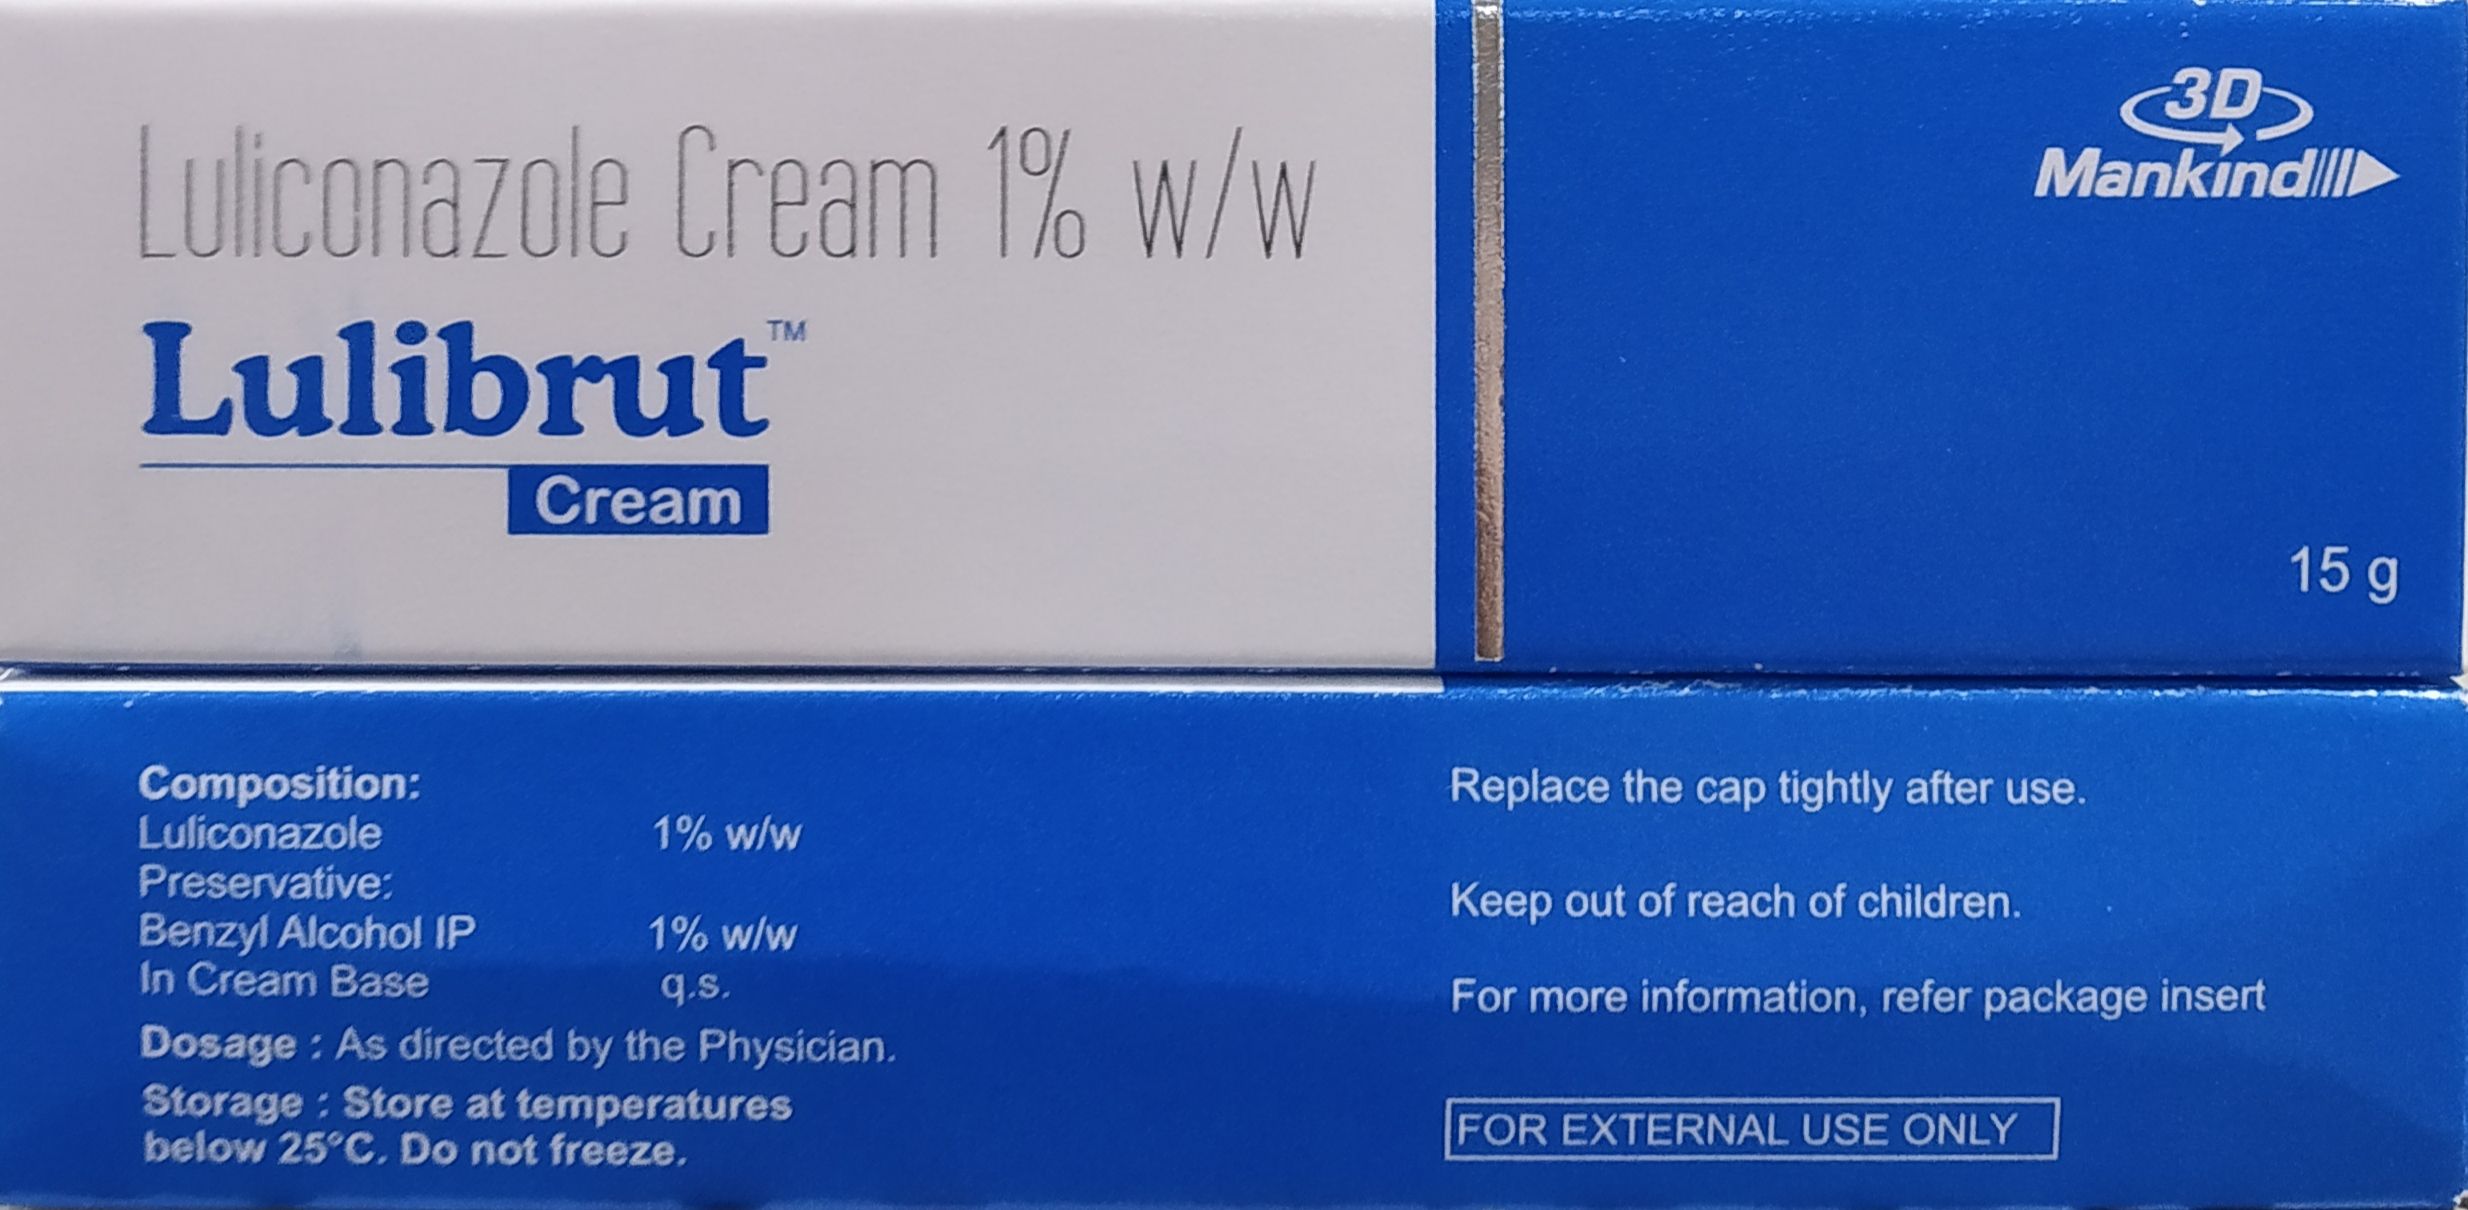 Luliconazole Cream 1% w/w
Lulibrut™
Cream
3D
Mankind
15 g
Composition:
Luliconazole 1% w/w
Preservative:
Benzyl Alcohol IP 1% w/w
In Cream Base q.s.
Dosage : As directed by the Physician.
Storage : Store at temperatures
below 25°C. Do not freeze.
Replace the cap tightly after use.
Keep out of reach of children.
For more information, refer package insert
FOR EXTERNAL USE ONLY